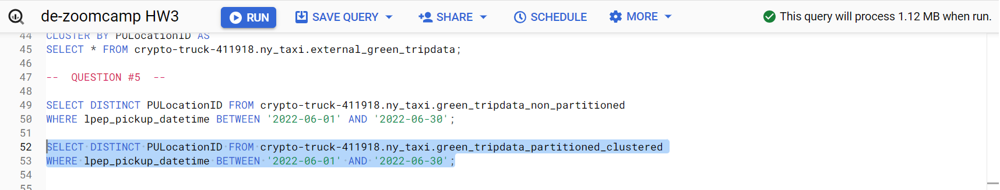 de-zoomcamp HW3 RUN SAVE QUERY SHARE SCHEDULE MORE This query will process 1.12 MB when run.
44 CLUSTER BY PULocationID AS
45 SELECT * FROM crypto-truck-411918.ny_taxi.external_green_tripdata;
46
47 -- QUESTION #5 --
48
49 SELECT DISTINCT PULocationID FROM crypto-truck-411918.ny_taxi.green_tripdata_non_partitioned
50 WHERE lpep_pickup_datetime BETWEEN '2022-06-01' AND '2022-06-30';
51
52 SELECT DISTINCT PULocationID FROM crypto-truck-411918.ny_taxi.green_tripdata_partitioned_clustered
53 WHERE lpep_pickup_datetime BETWEEN '2022-06-01' AND '2022-06-30';
54
55